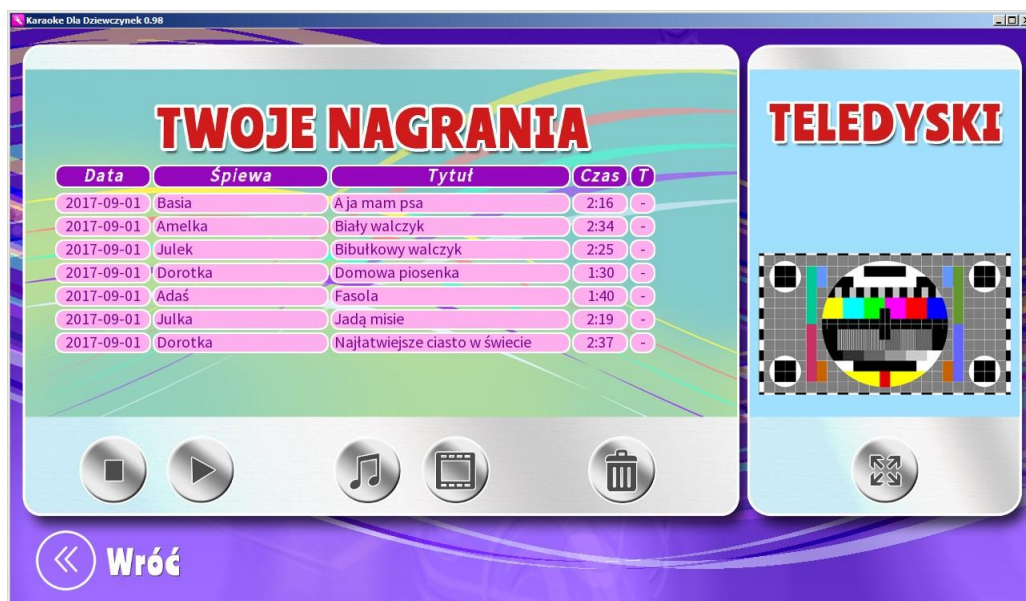 Karaoke Dla Dziewczynek 0.98
TWOJE NAGRANIA
Data Śpiewa Tytuł Czas T
2017-09-01 Basia A ja mam psa 2:16 -
2017-09-01 Amelka Biały walczyk 2:34 -
2017-09-01 Julek Bibułkowy walczyk 2:25 -
2017-09-01 Dorotka Domowa piosenka 1:30 -
2017-09-01 Adaś Fasola 1:40 -
2017-09-01 Julka Jadą misie 2:19 -
2017-09-01 Dorotka Najłatwiejsze ciasto w świecie 2:37 -
TELEDYSKI
Wróć